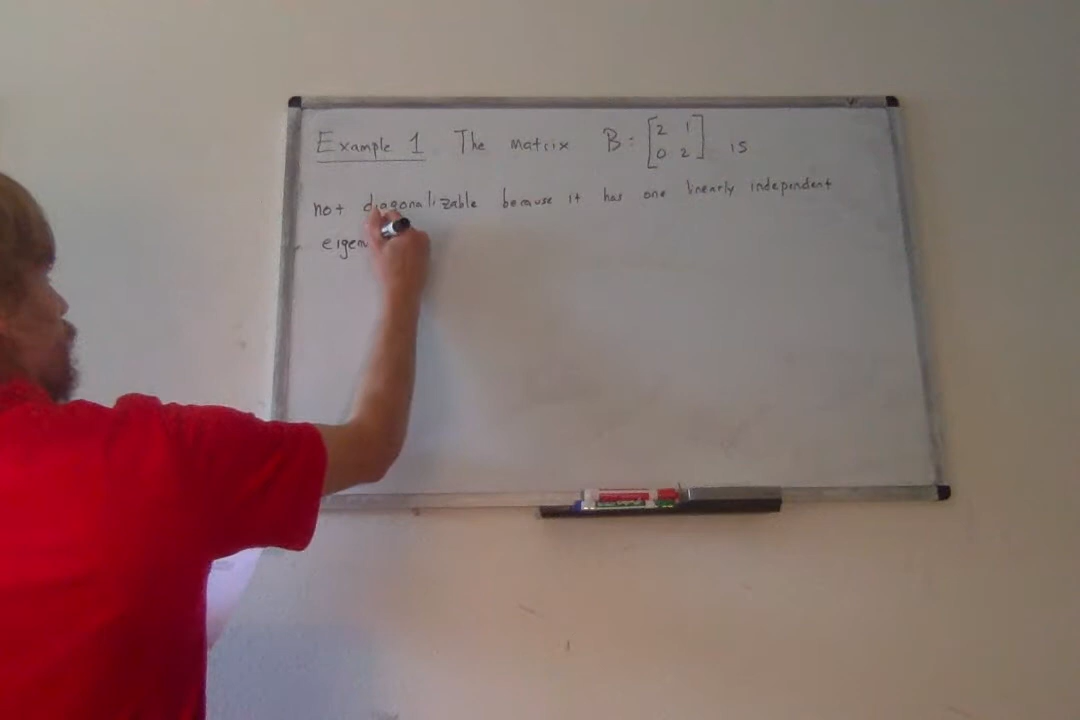 Example 1 The matrix B: [2 1
0 2] is
not diagonalizable because it has one linearly independent
eigen